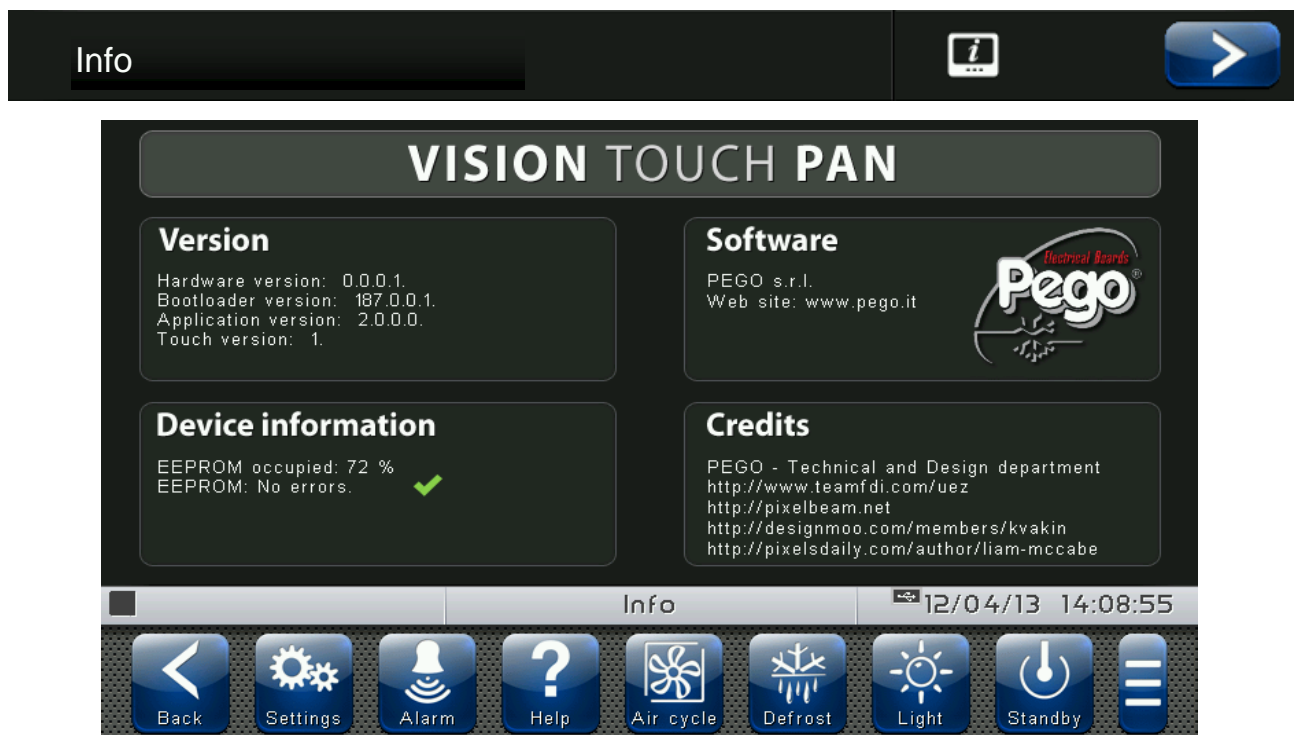 Info
VISION TOUCH PAN
Version
Hardware version: 0.0.0.1.
Bootloader version: 187.0.0.1.
Application version: 2.0.0.0.
Touch version: 1.
Software
PEGO s.r.l.
Web site: www.pego.it
Electrical Boards
Pego®
Device information
EEPROM occupied: 72 %
EEPROM: No errors.
Credits
PEGO - Technical and Design department
http://www.teamfdi.com/uez
http://pixelbeam.net
http://designmoo.com/members/kvakin
http://pixelsdaily.com/author/liam-mccabe
Info
12/04/13 14:08:55
Back
Settings
Alarm
Help
Air cycle
Defrost
Light
Standby